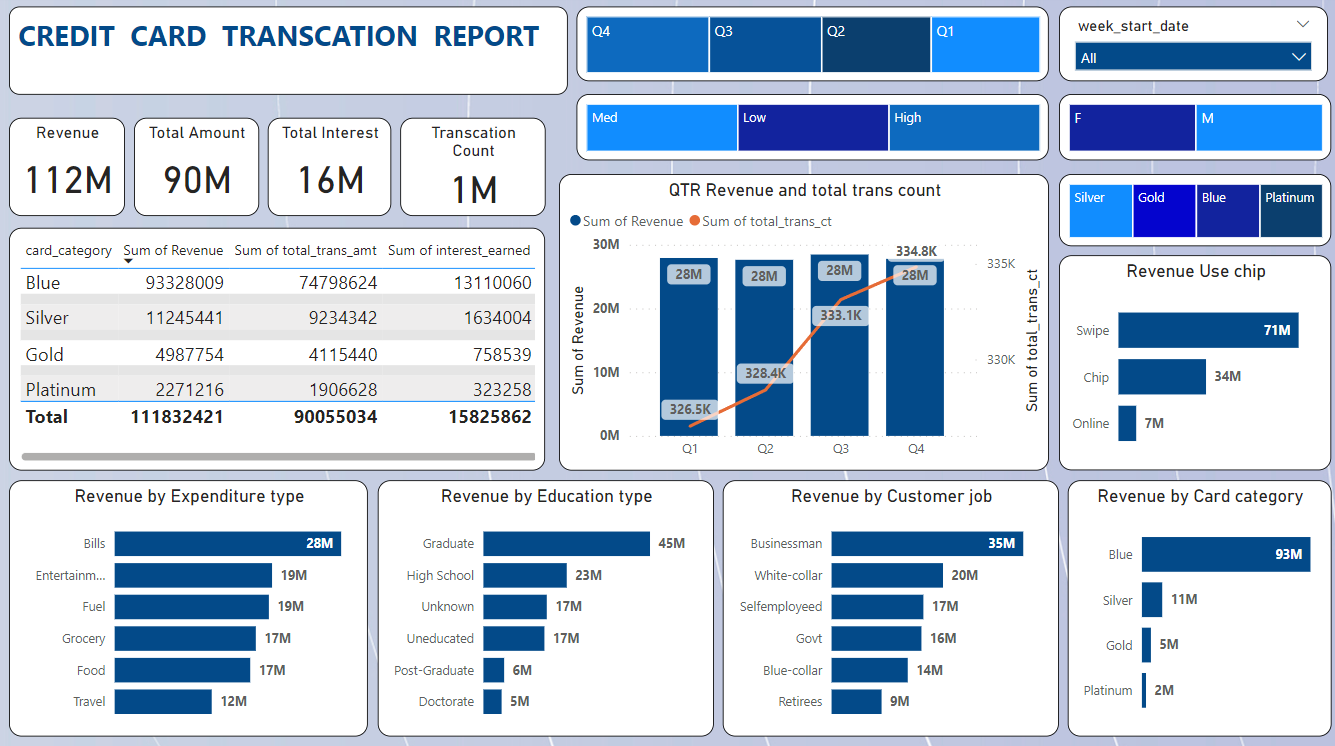 CREDIT CARD TRANSCATION REPORT
Q4 Q3 Q2 Q1
week_start_date
All
Med Low High
F M
Silver Gold Blue Platinum
Revenue
112M
Total Amount
90M
Total Interest
16M
Transcation
Count
1M
card_category Sum of Revenue Sum of total_trans_amt Sum of interest_earned
Blue 93328009 74798624 13110060
Silver 11245441 9234342 1634004
Gold 4987754 4115440 758539
Platinum 2271216 1906628 323258
Total 111832421 90055034 15825862
QTR Revenue and total trans count
Sum of Revenue Sum of total_trans_ct
Sum of Revenue
30M
20M
10M
0M
28M 28M 28M 28M
326.5K 328.4K 333.1K 334.8K
Q1 Q2 Q3 Q4
335K
330K
Sum of total_trans_ct
Revenue Use chip
Swipe 71M
Chip 34M
Online 7M
Revenue by Expenditure type
Bills 28M
Entertainm... 19M
Fuel 19M
Grocery 17M
Food 17M
Travel 12M
Revenue by Education type
Graduate 45M
High School 23M
Unknown 17M
Uneducated 17M
Post-Graduate 6M
Doctorate 5M
Revenue by Customer job
Businessman 35M
White-collar 20M
Selfemployeed 17M
Govt 16M
Blue-collar 14M
Retirees 9M
Revenue by Card category
Blue 93M
Silver 11M
Gold 5M
Platinum 2M